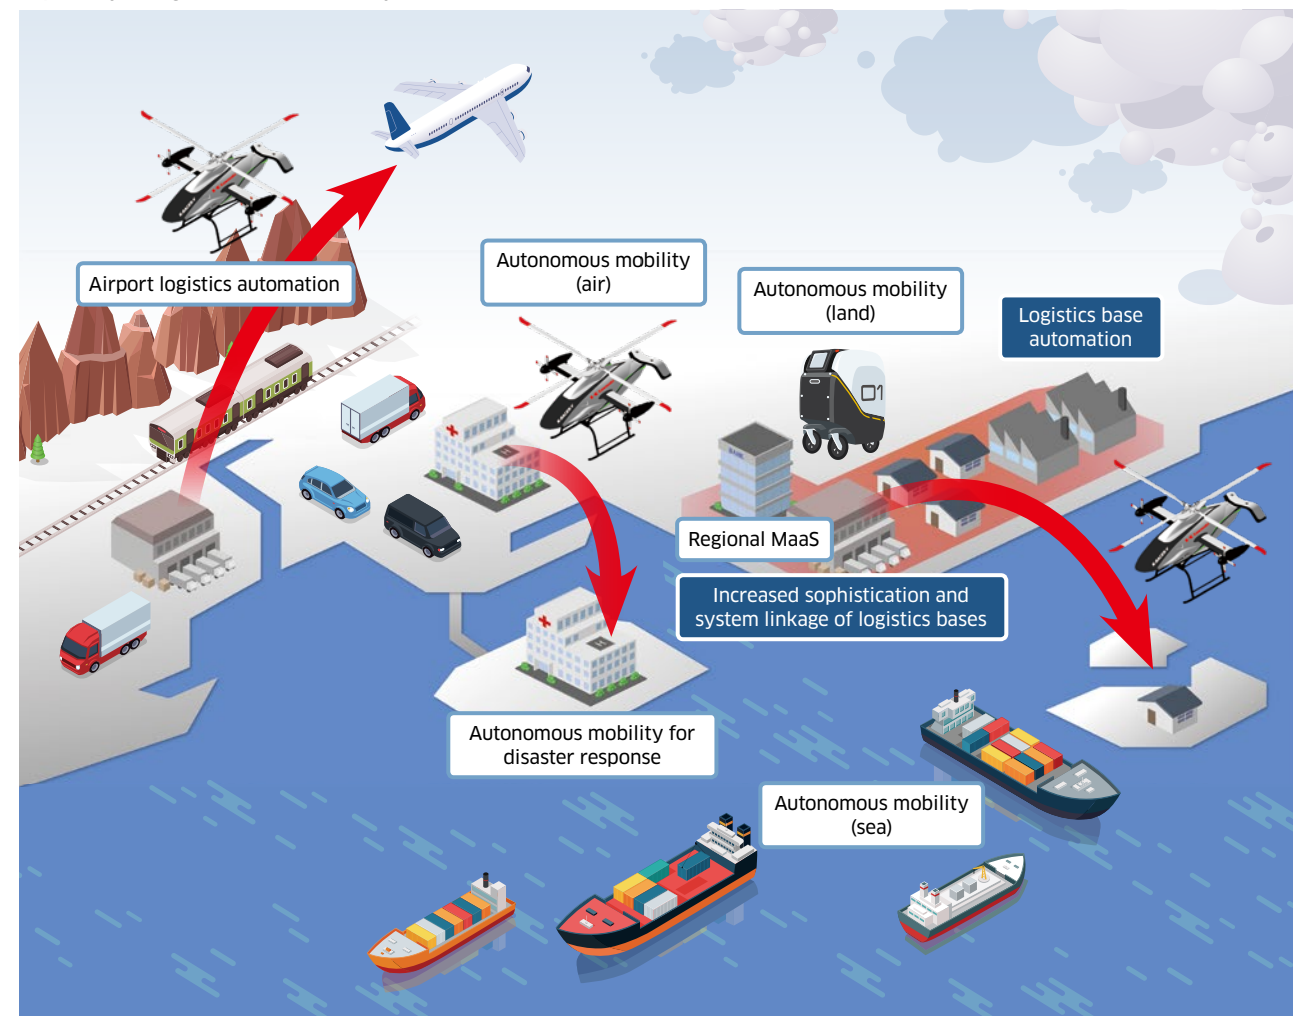 Airport logistics automation
Autonomous mobility
(air)
Autonomous mobility
(land)
Logistics base
automation
01
H
Regional MaaS
Increased sophistication and
system linkage of logistics bases
H
Autonomous mobility for
disaster response
Autonomous mobility
(sea)